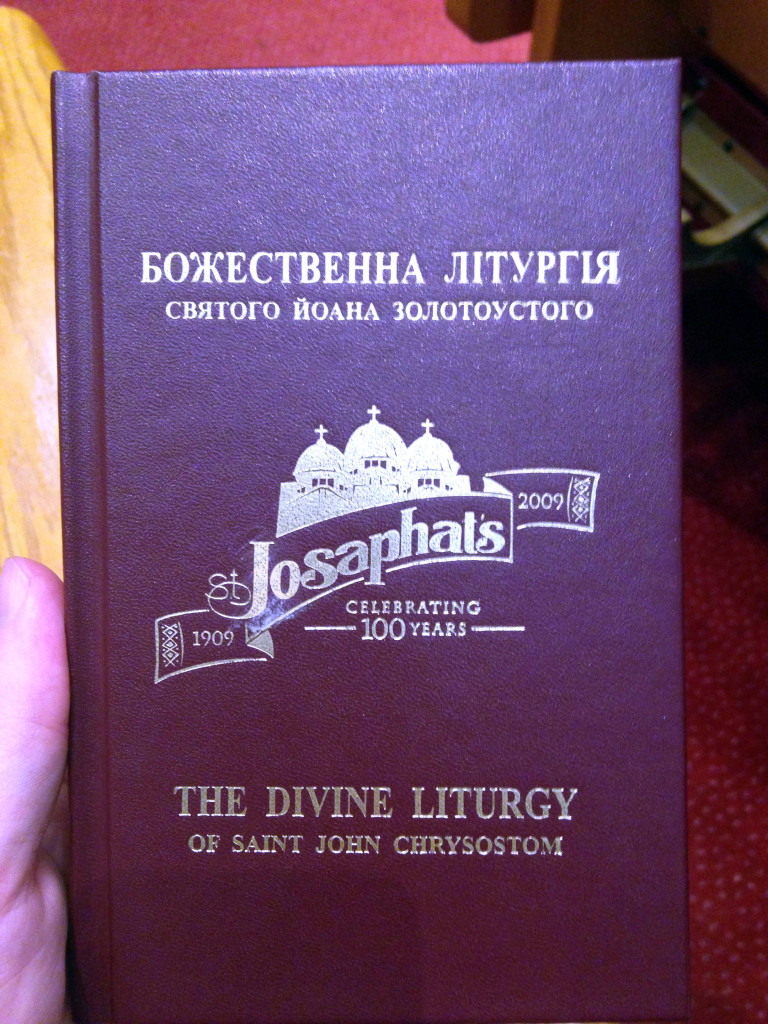 БОЖЕСТВЕННА ЛІТУРГІЯ
СВЯТОГО ЙОАНА ЗОЛОТОУСТОГО
2009
St Josaphat's
CELEBRATING
1909
100 YEARS
THE DIVINE LITURGY
OF SAINT JOHN CHRYSOSTOM